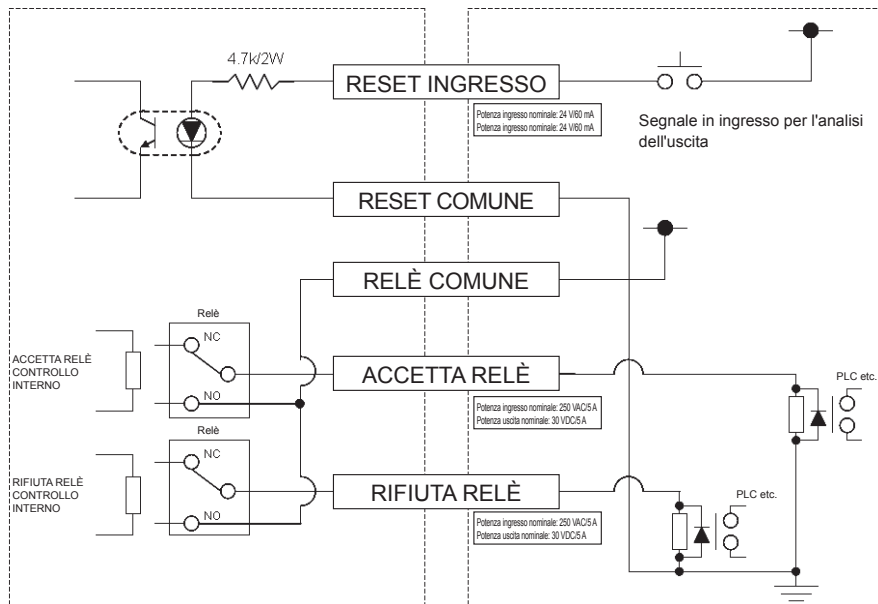 4.7k/2W
RESET INGRESSO
Potenza ingresso nominale: 24 V/60 mA
Potenza ingresso nominale: 24 V/60 mA
Segnale in ingresso per l'analisi
dell'uscita
RESET COMUNE
RELÈ COMUNE
Relè
NC
ACCETTA RELÈ
CONTROLLO
INTERNO
NO
ACCETTA RELÈ
Potenza ingresso nominale: 250 VAC/5 A
Potenza uscita nominale: 30 VDC/5 A
PLC etc.
Relè
NC
RIFIUTA RELÈ
CONTROLLO
INTERNO
NO
RIFIUTA RELÈ
Potenza ingresso nominale: 250 VAC/5 A
Potenza uscita nominale: 30 VDC/5 A
PLC etc.